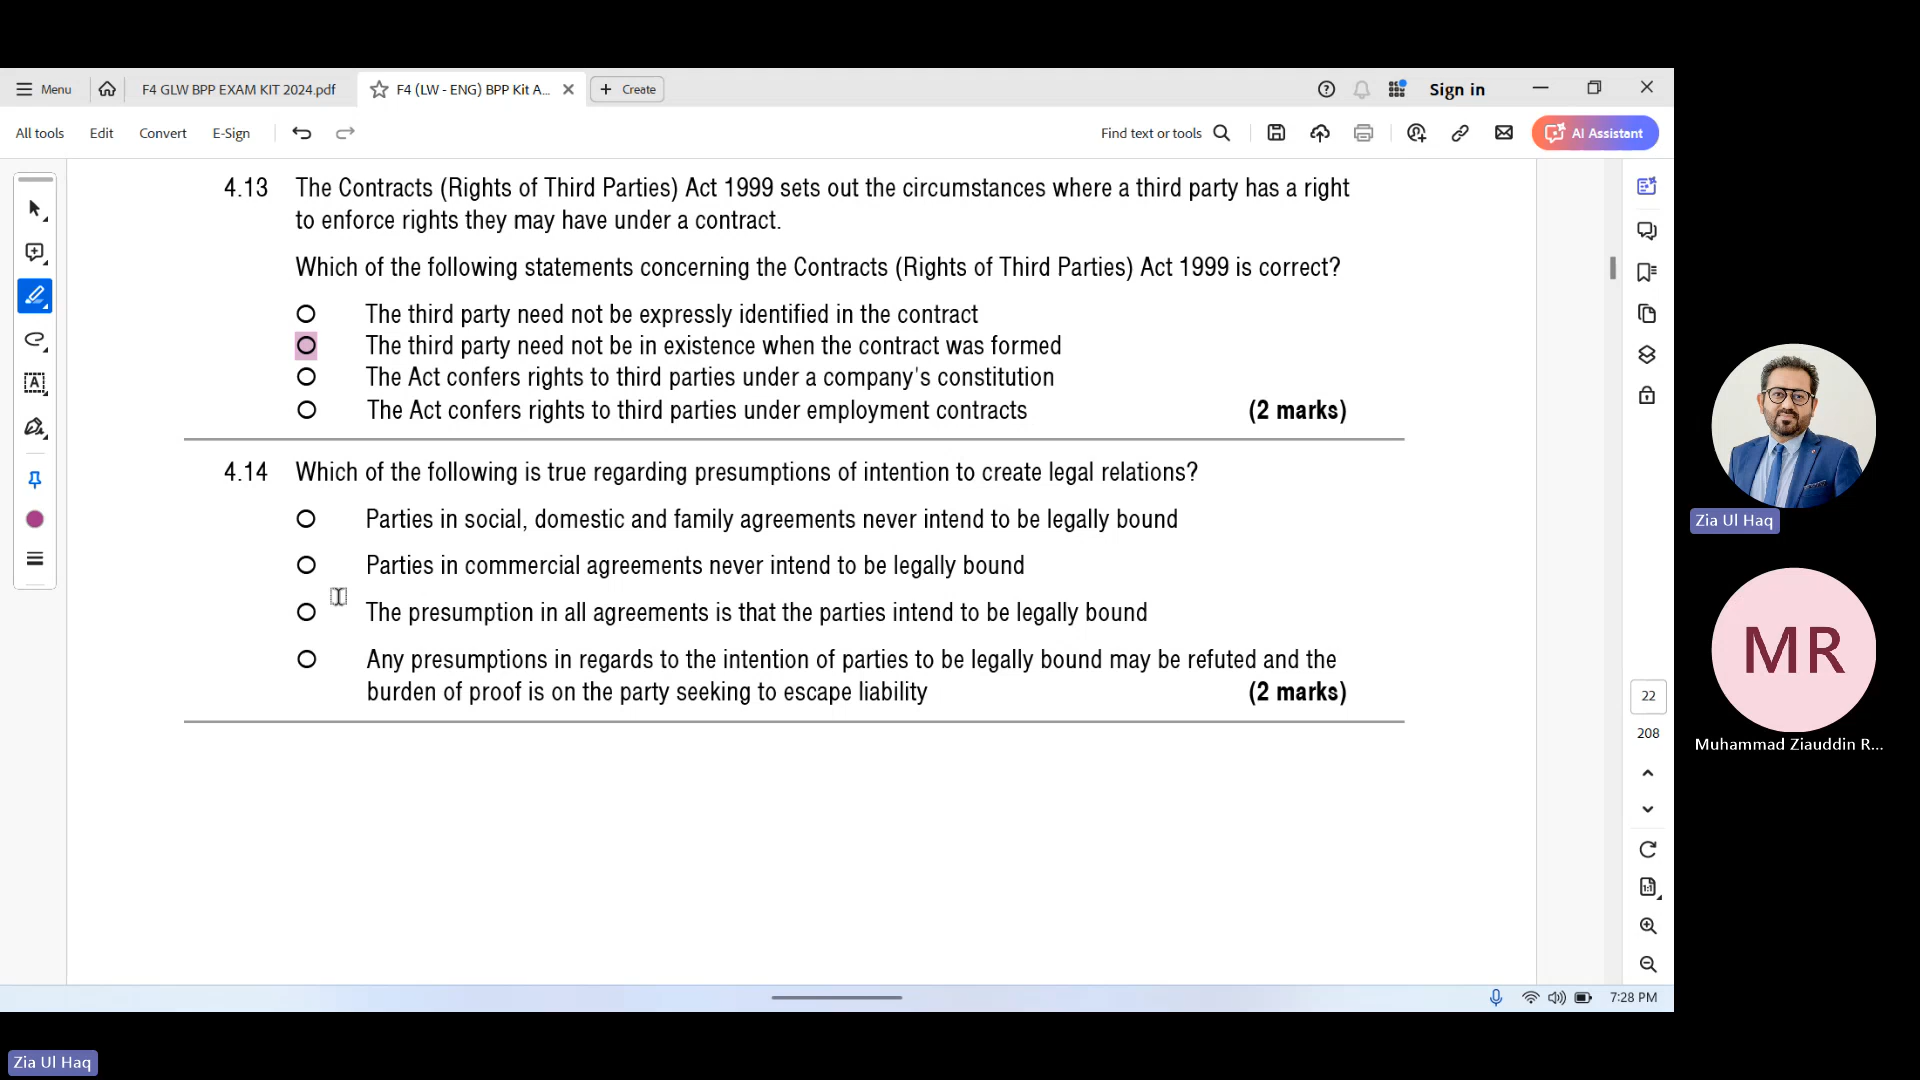 Menu
F4 GLW BPP EXAM KIT 2024.pdf
F4 (LW - ENG) BPP Kit A...
Create
Sign in
All tools
Edit
Convert
E-Sign
Find text or tools
AI Assistant
4.13 The Contracts (Rights of Third Parties) Act 1999 sets out the circumstances where a third party has a right
to enforce rights they may have under a contract.
Which of the following statements concerning the Contracts (Rights of Third Parties) Act 1999 is correct?
The third party need not be expressly identified in the contract
The third party need not be in existence when the contract was formed
The Act confers rights to third parties under a company's constitution
The Act confers rights to third parties under employment contracts (2 marks)
4.14 Which of the following is true regarding presumptions of intention to create legal relations?
Parties in social, domestic and family agreements never intend to be legally bound
Parties in commercial agreements never intend to be legally bound
The presumption in all agreements is that the parties intend to be legally bound
Any presumptions in regards to the intention of parties to be legally bound may be refuted and the
burden of proof is on the party seeking to escape liability (2 marks)
22
208
7:28 PM
Zia Ul Haq
MR
Muhammad Ziauddin R...
Zia Ul Haq